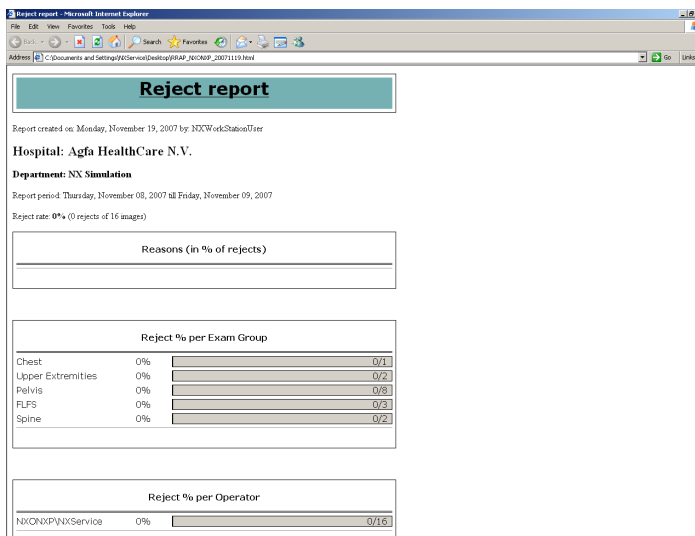 Reject report - Microsoft Internet Explorer
File Edit View Favorites Tools Help
Back Search Favorites
Address C:\Documents and Settings\NXService\Desktop\RRAP_NXONXP_20071119.html Go Links
Reject report
Report created on: Monday, November 19, 2007 by: NXWorkStationUser
Hospital: Agfa HealthCare N.V.
Department: NX Simulation
Report period: Thursday, November 08, 2007 till Friday, November 09, 2007
Reject rate: 0% (0 rejects of 16 images)
Reasons (in % of rejects)
Reject % per Exam Group
Chest 0% 0/1
Upper Extremities 0% 0/2
Pelvis 0% 0/8
FLFS 0% 0/3
Spine 0% 0/2
Reject % per Operator
NXONXP\NXService 0% 0/16